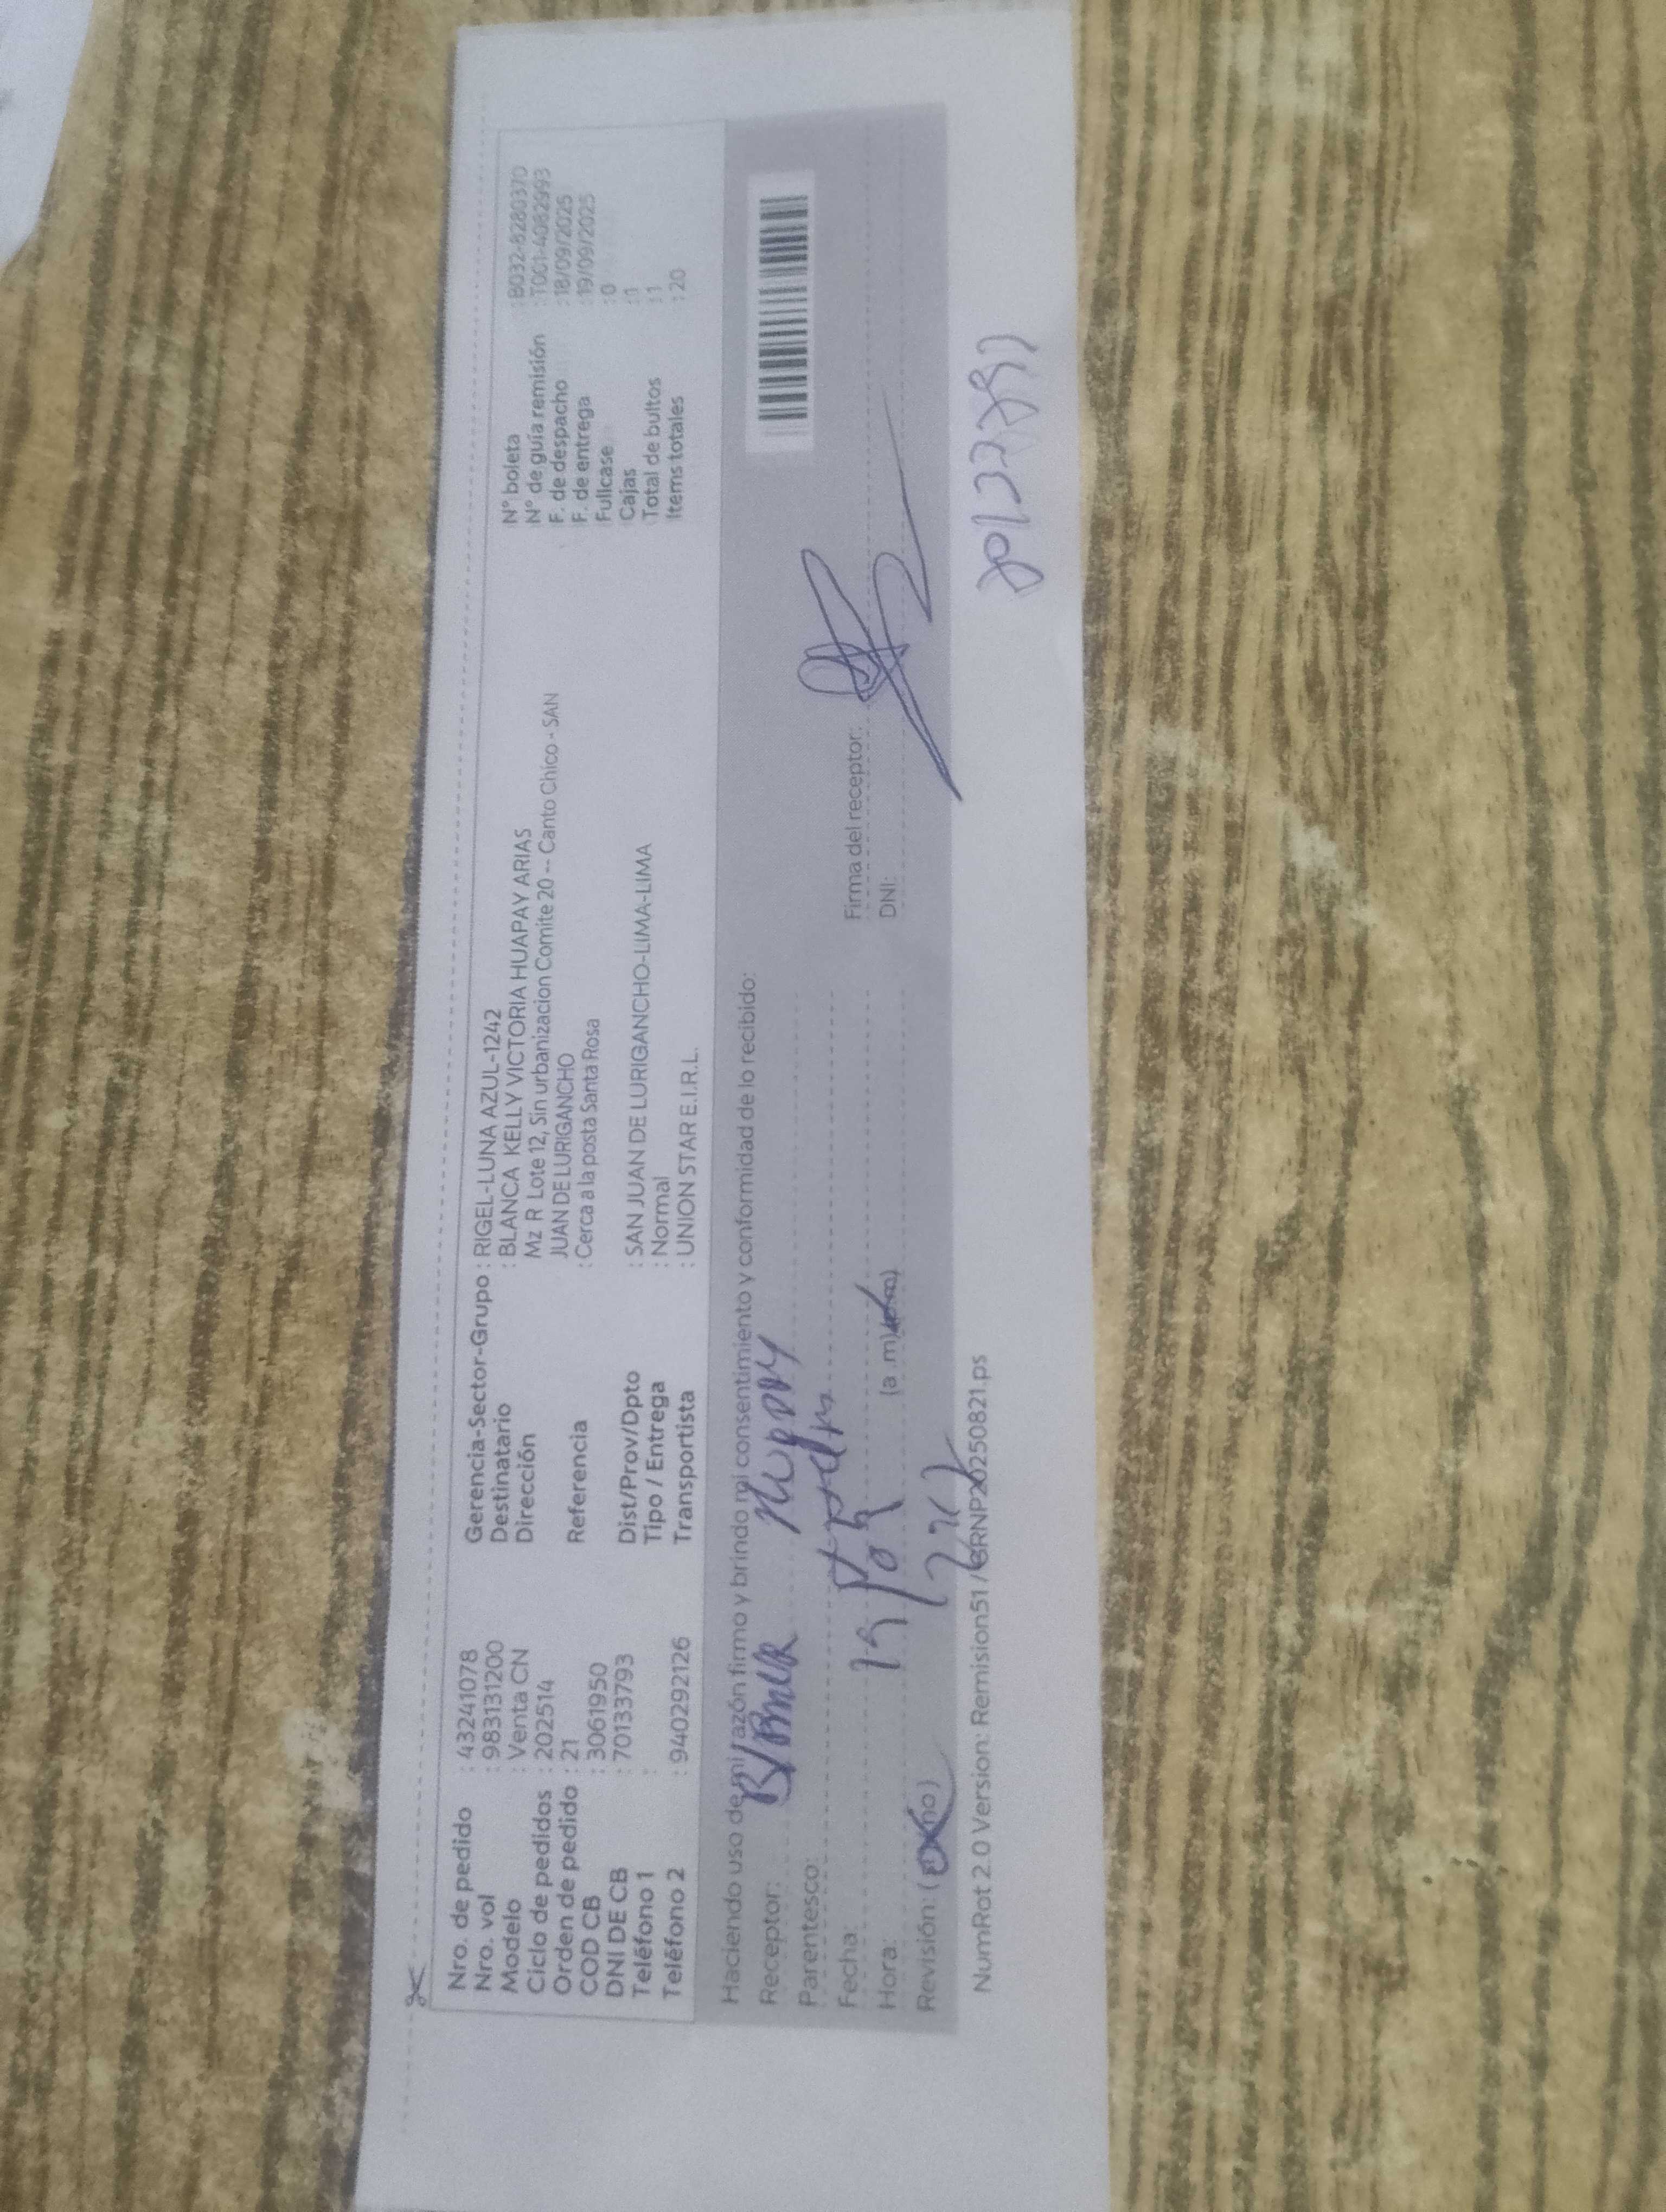 Nro. de pedido : 43241078
Nro. vol : 983131200
Modelo : Venta CN
Ciclo de pedidos : 202514
Orden de pedido : 21
COD CB : 3061950
DNI DE CB : 70133793
Teléfono 1 :
Teléfono 2 : 940292126
Gerencia-Sector-Grupo : RIGEL-LUNA AZUL-1242
Destinatario : BLANCA KELLY VICTORIA HUAPAY ARIAS
Dirección Mz R Lote 12, Sin urbanizacion Comite 20 -- Canto Chico - SAN
JUAN DE LURIGANCHO
Referencia : Cerca a la posta Santa Rosa
Dist/Prov/Dpto : SAN JUAN DE LURIGANCHO-LIMA-LIMA
Tipo / Entrega : Normal
Transportista : UNION STAR E.I.R.L.
N° boleta : B032-8280370
N° de guía remisión : T001-4082993
F. de despacho : 18/09/2025
F. de entrega : 19/09/2025
Fullcase : 0
Cajas : 1
Total de bultos : 1
Items totales : 20
Haciendo uso de mi razón firmo y brindo mi consentimiento y conformidad de lo recibido:
Receptor:
Parentesco:
Fecha:
Hora: (a.m)
Revisión: ( no)
Firma del receptor:
DNI:
NumRot 2.0 Version: Remision51 / GRNP20250821.ps